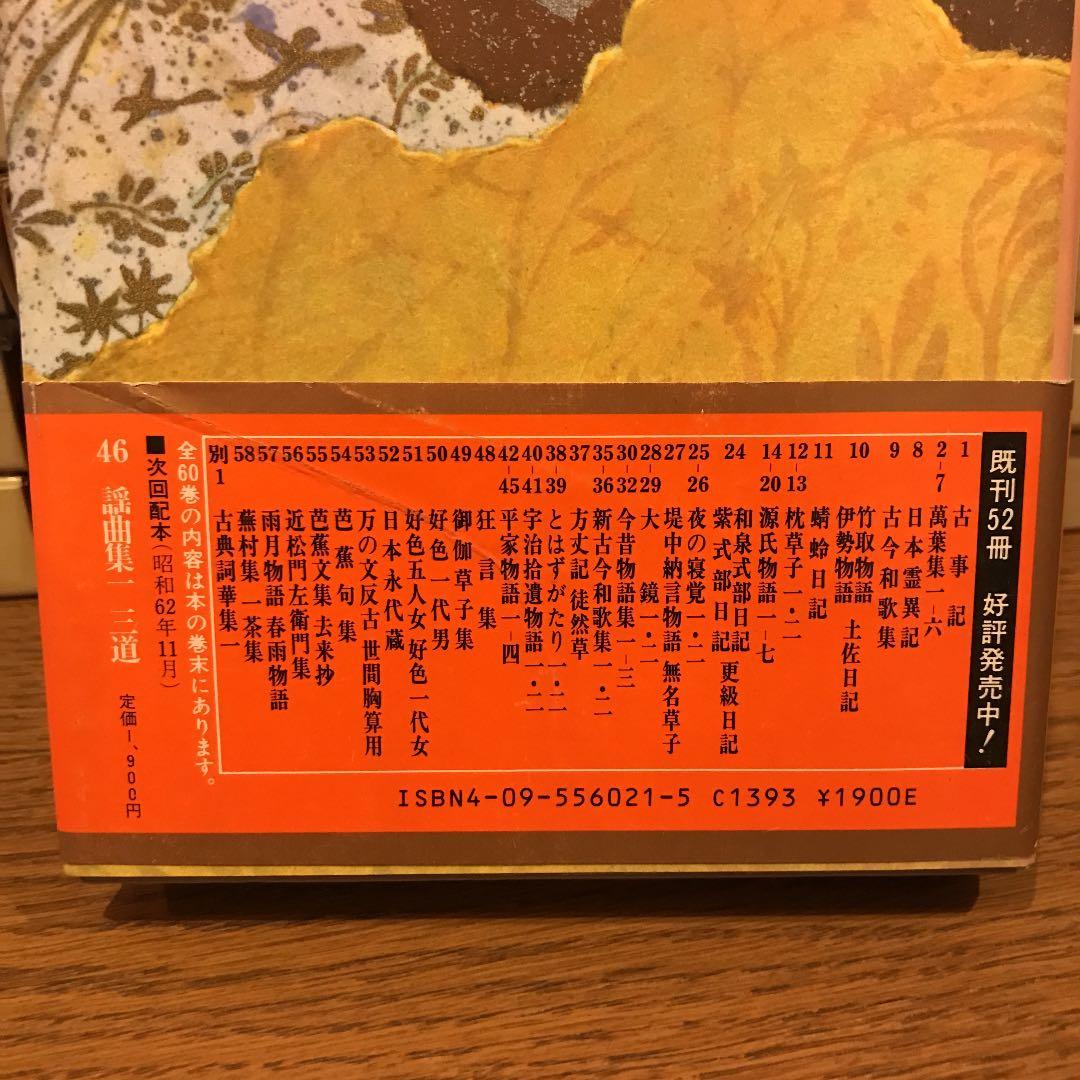 既刊52冊 好評発売中！
1 古事記
2-7 萬葉集一-六
8 日本霊異記
9 古今和歌集
10 竹取物語 伊勢物語 土佐日記
11 蜻蛉日記
12-13 枕草子一・二
14-20 源氏物語一-七
24 和泉式部日記 紫式部日記 更級日記
25-26 夜の寝覚一・二
27 堤中納言物語 無名草子
28-29 大鏡一・二
30-32 今昔物語集一-三
35-36 新古今和歌集一・二
37 方丈記 徒然草
38-39 とはずがたり一・二
40-41 宇治拾遺物語一・二
42-45 平家物語一-四
48 狂言集
49 御伽草子集
50 好色一代男
51 好色五人女 好色一代女
52 日本永代蔵
53 万の文反古 世間胸算用
54 芭蕉句集
55 芭蕉文集 去来抄
56 近松門左衛門集
57 雨月物語 春雨物語
58 蕪村集 一茶集
別1 古典詞華集一
全60巻の内容は本の巻末にあります。
■次回配本（昭和62年11月）
46 謡曲集一 三道
定価1、900円
ISBN4-09-556021-5 C1393 ¥1900E